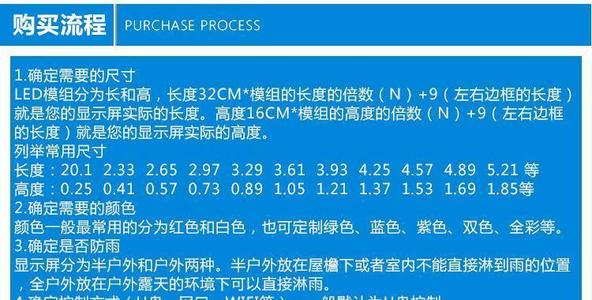 购买流程 PURCHASE PROCESS
1.确定需要的尺寸
LED模组分为长和高，长度32CM*模组的长度的倍数（N）+9（左右边框的长度）
就是您的显示屏实际的长度。高度16CM*模组的高度的倍数（N）+9（左右边框
的长度）就是您的显示屏实际的高度。
列举常用尺寸
长度：20.1 2.33 2.65 2.97 3.29 3.61 3.93 4.25 4.57 4.89 5.21 等
高度：0.25 0.41 0.57 0.73 0.89 1.05 1.21 1.37 1.53 1.69 1.85等
2.确定需要的颜色
颜色一般最常用的分为红色和白色，也可定制绿色、蓝色、紫色、双色、全彩等。
3.确定是否防雨
显示屏分为半户外和户外两种。半户外放在屋檐下或者室内不能直接淋到雨的位置
，全户外放在户外露天的环境下可以直接淋雨。